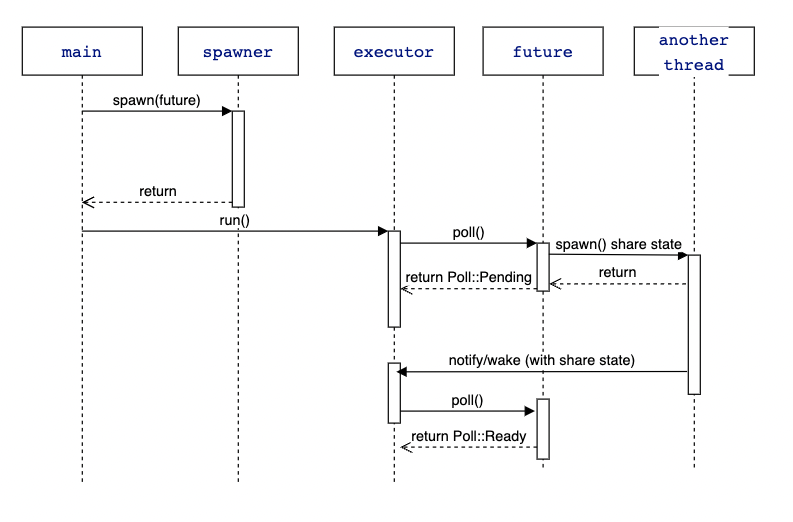 main
spawner
executor
future
another
thread
spawn(future)
return
run()
poll()
spawn() share state
return
return Poll::Pending
notify/wake (with share state)
poll()
return Poll::Ready